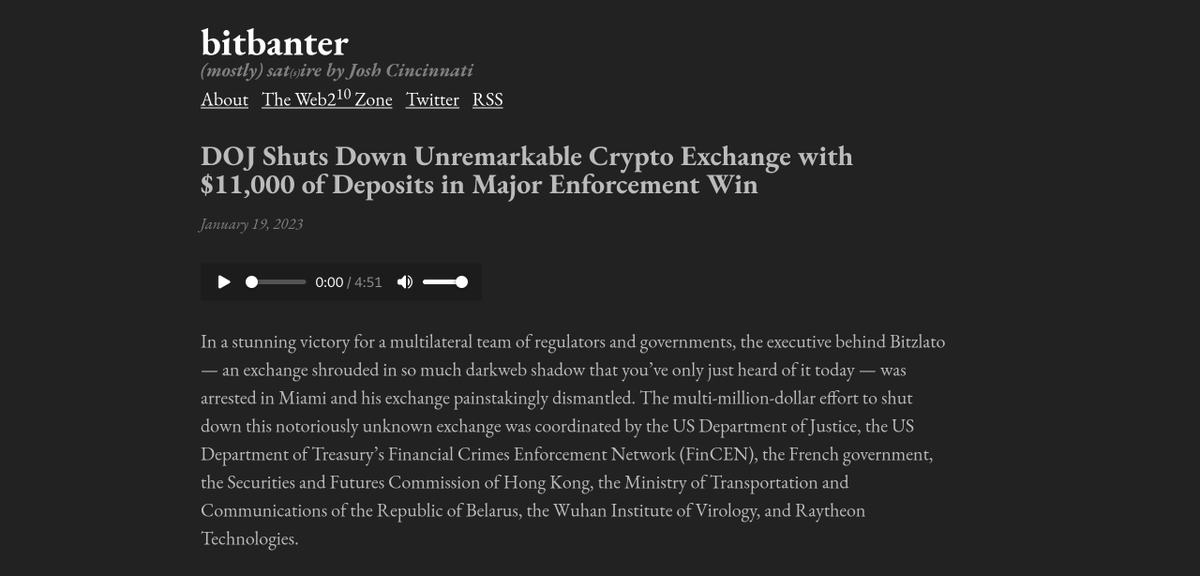 bitbanter
(mostly) sat(s)ire by Josh Cincinnati
About The Web2^10 Zone Twitter RSS
DOJ Shuts Down Unremarkable Crypto Exchange with
$11,000 of Deposits in Major Enforcement Win
January 19, 2023
0:00 / 4:51
In a stunning victory for a multilateral team of regulators and governments, the executive behind Bitzlato
— an exchange shrouded in so much darkweb shadow that you’ve only just heard of it today — was
arrested in Miami and his exchange painstakingly dismantled. The multi-million-dollar effort to shut
down this notoriously unknown exchange was coordinated by the US Department of Justice, the US
Department of Treasury’s Financial Crimes Enforcement Network (FinCEN), the French government,
the Securities and Futures Commission of Hong Kong, the Ministry of Transportation and
Communications of the Republic of Belarus, the Wuhan Institute of Virology, and Raytheon
Technologies.